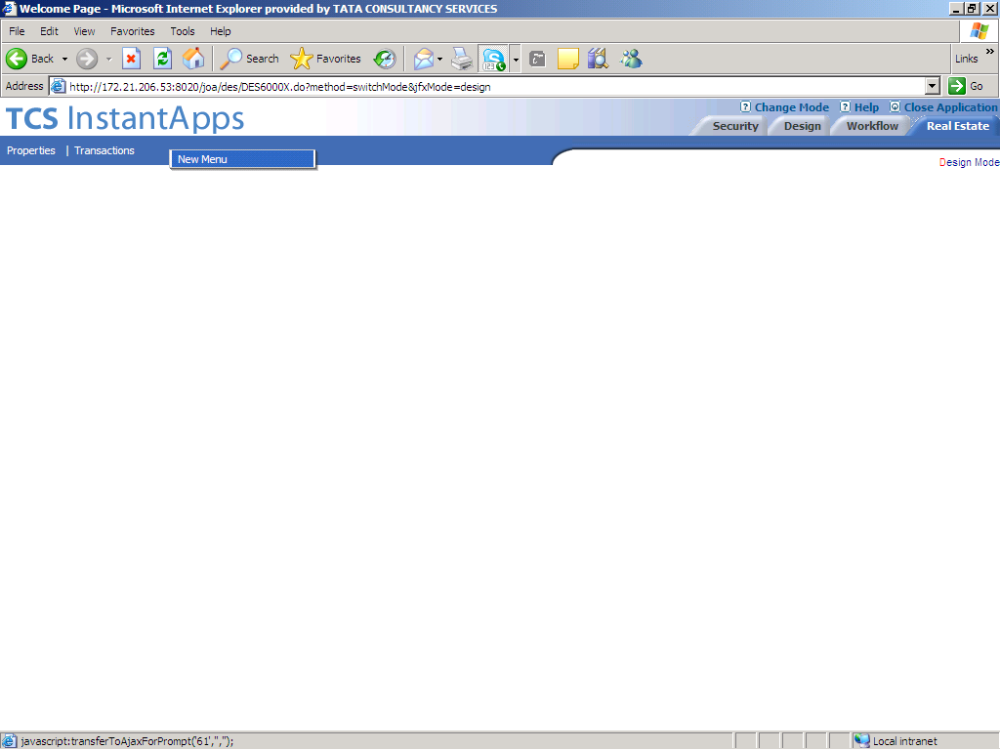 Welcome Page - Microsoft Internet Explorer provided by TATA CONSULTANCY SERVICES
File Edit View Favorites Tools Help
Back Search Favorites Links »
Address http://172.21.206.53:8020/joa/des/DES6000X.do?method=switchMode&jfxMode=design Go
TCS InstantApps
Change Mode Help Close Application
Security Design Workflow Real Estate
Properties | Transactions
New Menu
Design Mode
javascript:transferToAjaxForPrompt('61','',''); Local intranet